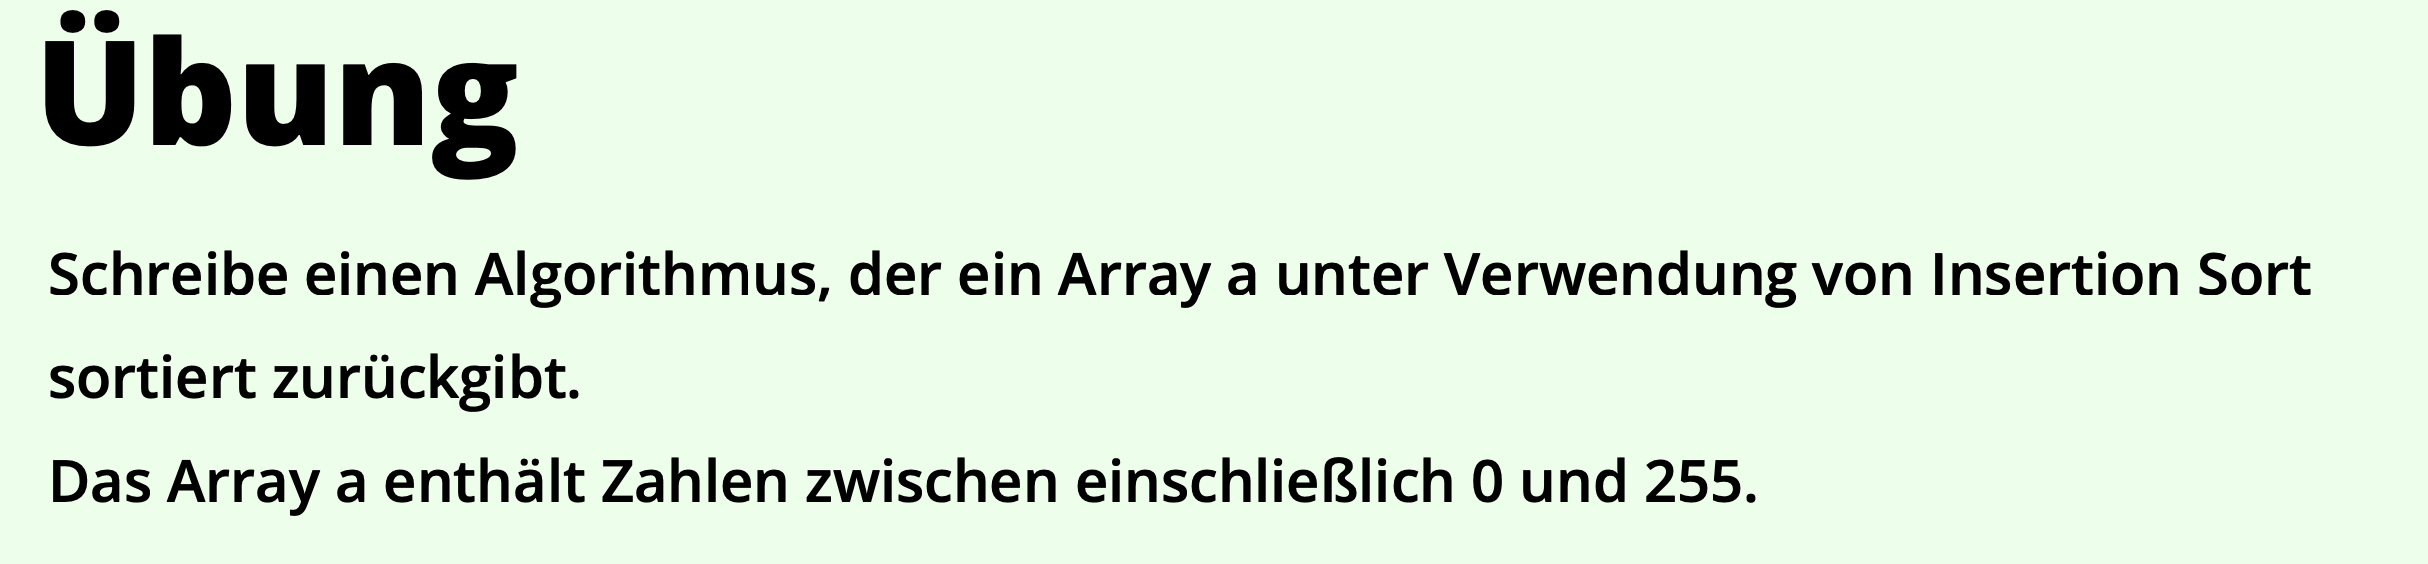 Übung
Schreibe einen Algorithmus, der ein Array a unter Verwendung von Insertion Sort
sortiert zurückgibt.
Das Array a enthält Zahlen zwischen einschließlich 0 und 255.